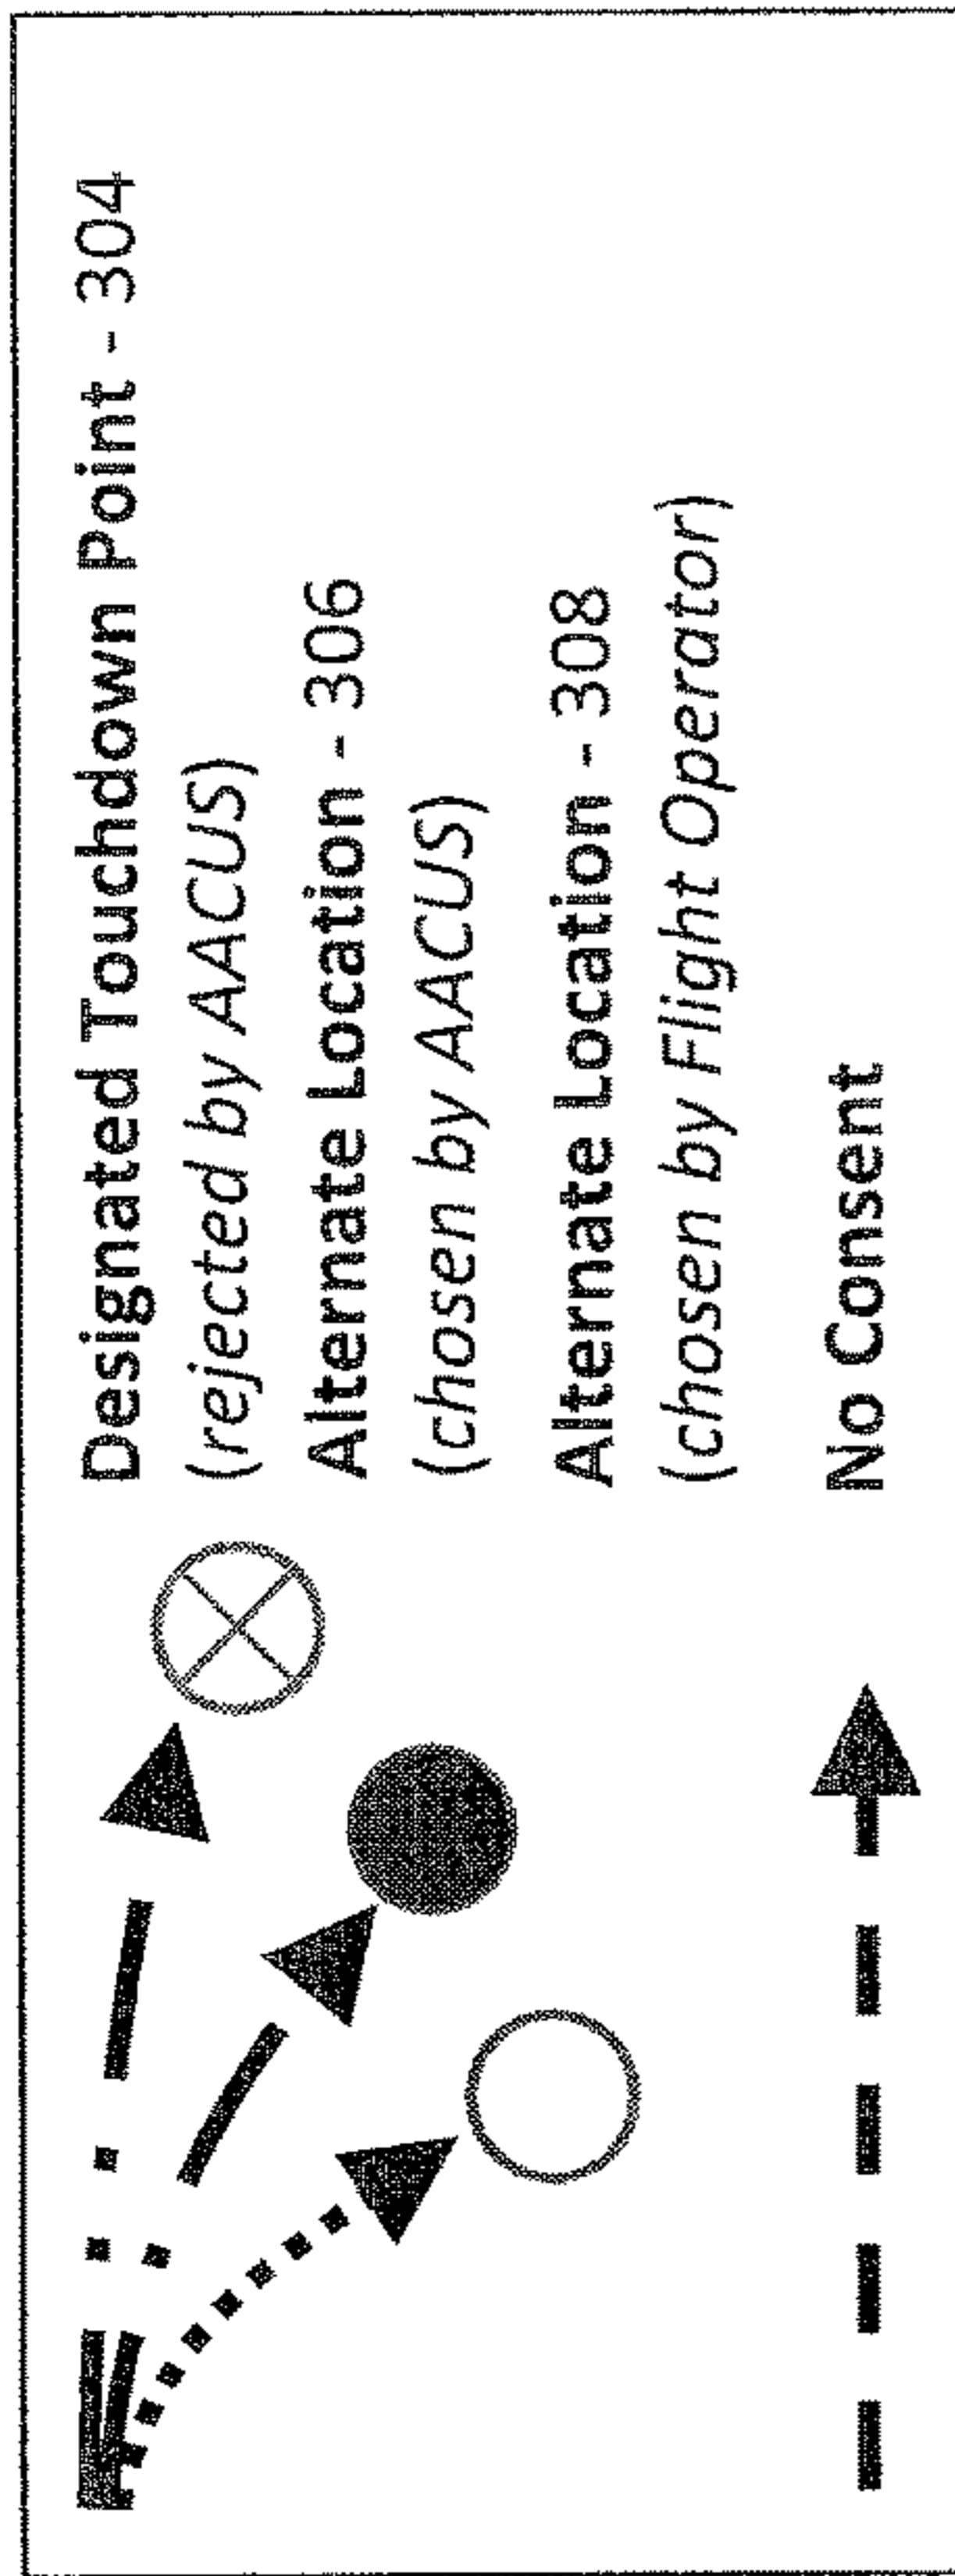 Designated Touchdown Point - 304
(rejected by AACUS)
Alternate Location - 306
(chosen by AACUS)
Alternate Location - 308
(chosen by Flight Operator)
No Consent